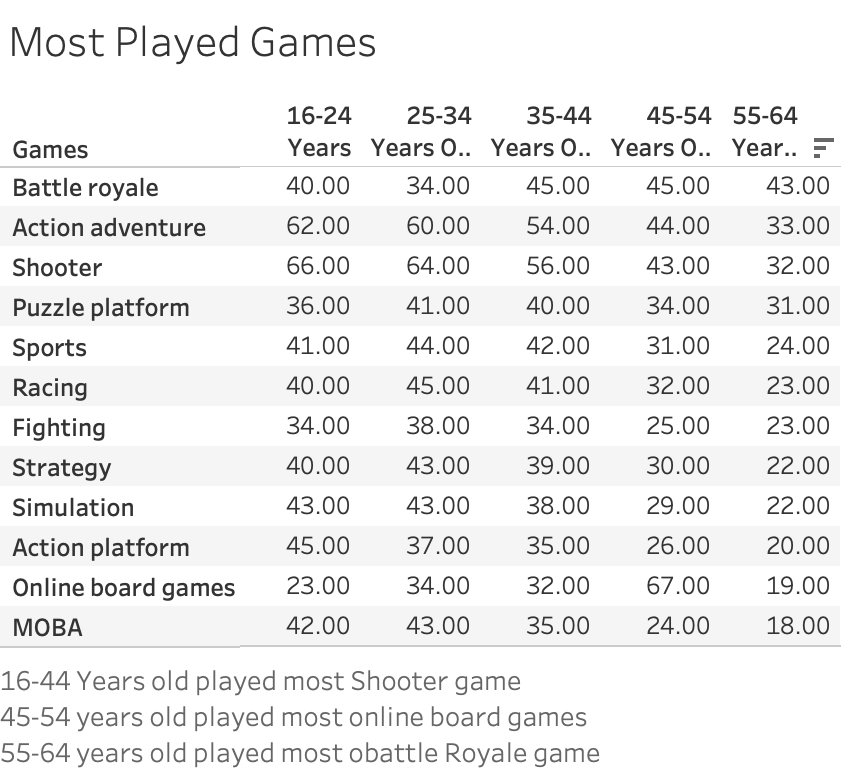 Most Played Games
16-24 25-34 35-44 45-54 55-64
Games Years Years O.. Years O.. Years O.. Year..
Battle royale 40.00 34.00 45.00 45.00 43.00
Action adventure 62.00 60.00 54.00 44.00 33.00
Shooter 66.00 64.00 56.00 43.00 32.00
Puzzle platform 36.00 41.00 40.00 34.00 31.00
Sports 41.00 44.00 42.00 31.00 24.00
Racing 40.00 45.00 41.00 32.00 23.00
Fighting 34.00 38.00 34.00 25.00 23.00
Strategy 40.00 43.00 39.00 30.00 22.00
Simulation 43.00 43.00 38.00 29.00 22.00
Action platform 45.00 37.00 35.00 26.00 20.00
Online board games 23.00 34.00 32.00 67.00 19.00
MOBA 42.00 43.00 35.00 24.00 18.00
16-44 Years old played most Shooter game
45-54 years old played most online board games
55-64 years old played most obattle Royale game